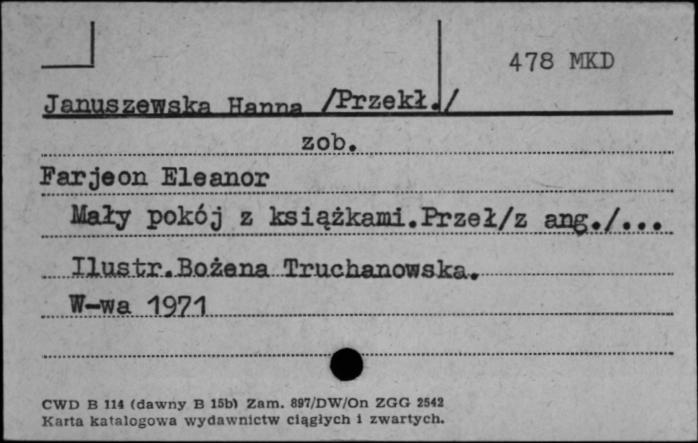 478 MKD
Januszewska Hanna /Przekł./
zob.
Farjeon Eleanor
Mały pokój z książkami.Przeł/z ang./...
Ilustr.Bożena Truchanowska.
W-wa 1971
CWD B 114 (dawny B 15b) Zam. 897/DW/On ZGG 2542
Karta katalogowa wydawnictw ciągłych i zwartych.